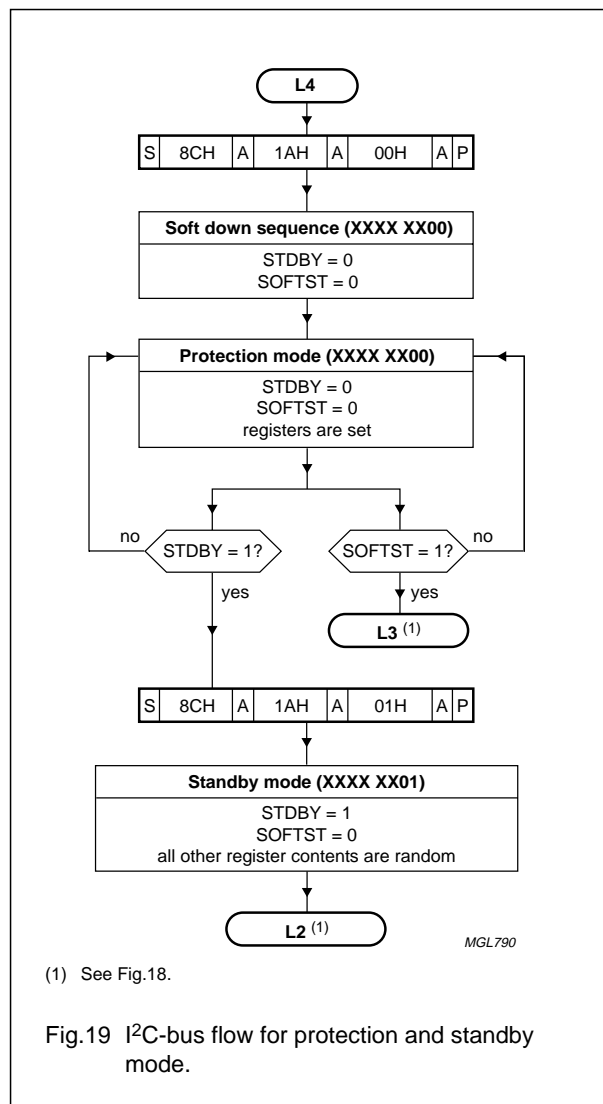 L4
S 8CH A 1AH A 00H A P
Soft down sequence (XXXX XX00)
STDBY = 0
SOFTST = 0
Protection mode (XXXX XX00)
STDBY = 0
SOFTST = 0
registers are set
no STDBY = 1? SOFTST = 1? no
yes yes
L3 (1)
S 8CH A 1AH A 01H A P
Standby mode (XXXX XX01)
STDBY = 1
SOFTST = 0
all other register contents are random
L2 (1)
MGL790
(1) See Fig.18.
Fig.19 I²C-bus flow for protection and standby
mode.